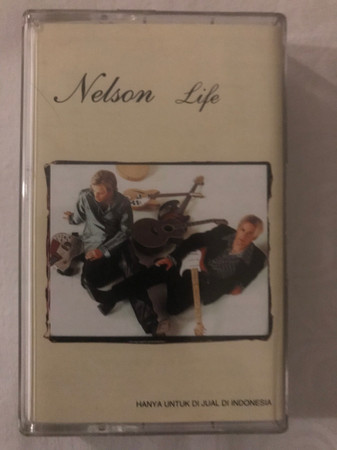 Nelson Life
HANYA UNTUK DI JUAL DI INDONESIA